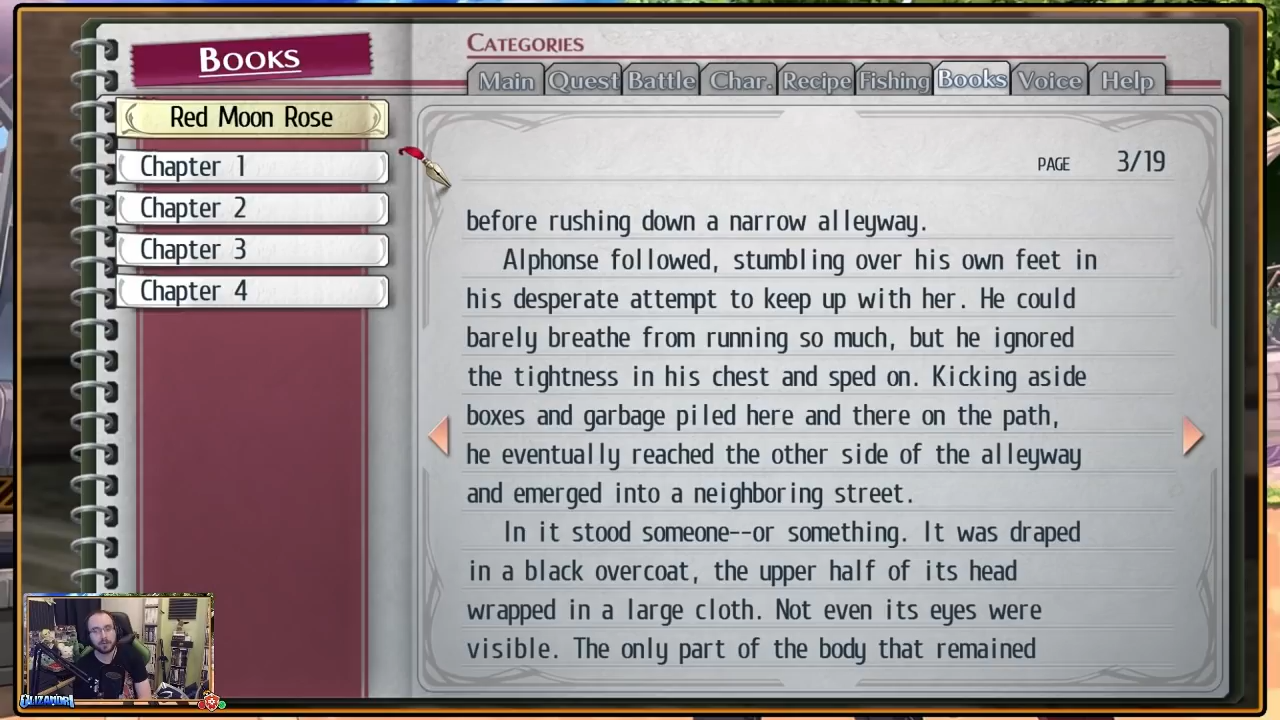 BOOKS
CATEGORIES
Main Quest Battle Char. Recipe Fishing Books Voice Help
Red Moon Rose
Chapter 1
Chapter 2
Chapter 3
Chapter 4
PAGE 3/19
before rushing down a narrow alleyway.
Alphonse followed, stumbling over his own feet in
his desperate attempt to keep up with her. He could
barely breathe from running so much, but he ignored
the tightness in his chest and sped on. Kicking aside
boxes and garbage piled here and there on the path,
he eventually reached the other side of the alleyway
and emerged into a neighboring street.
In it stood someone--or something. It was draped
in a black overcoat, the upper half of its head
wrapped in a large cloth. Not even its eyes were
visible. The only part of the body that remained